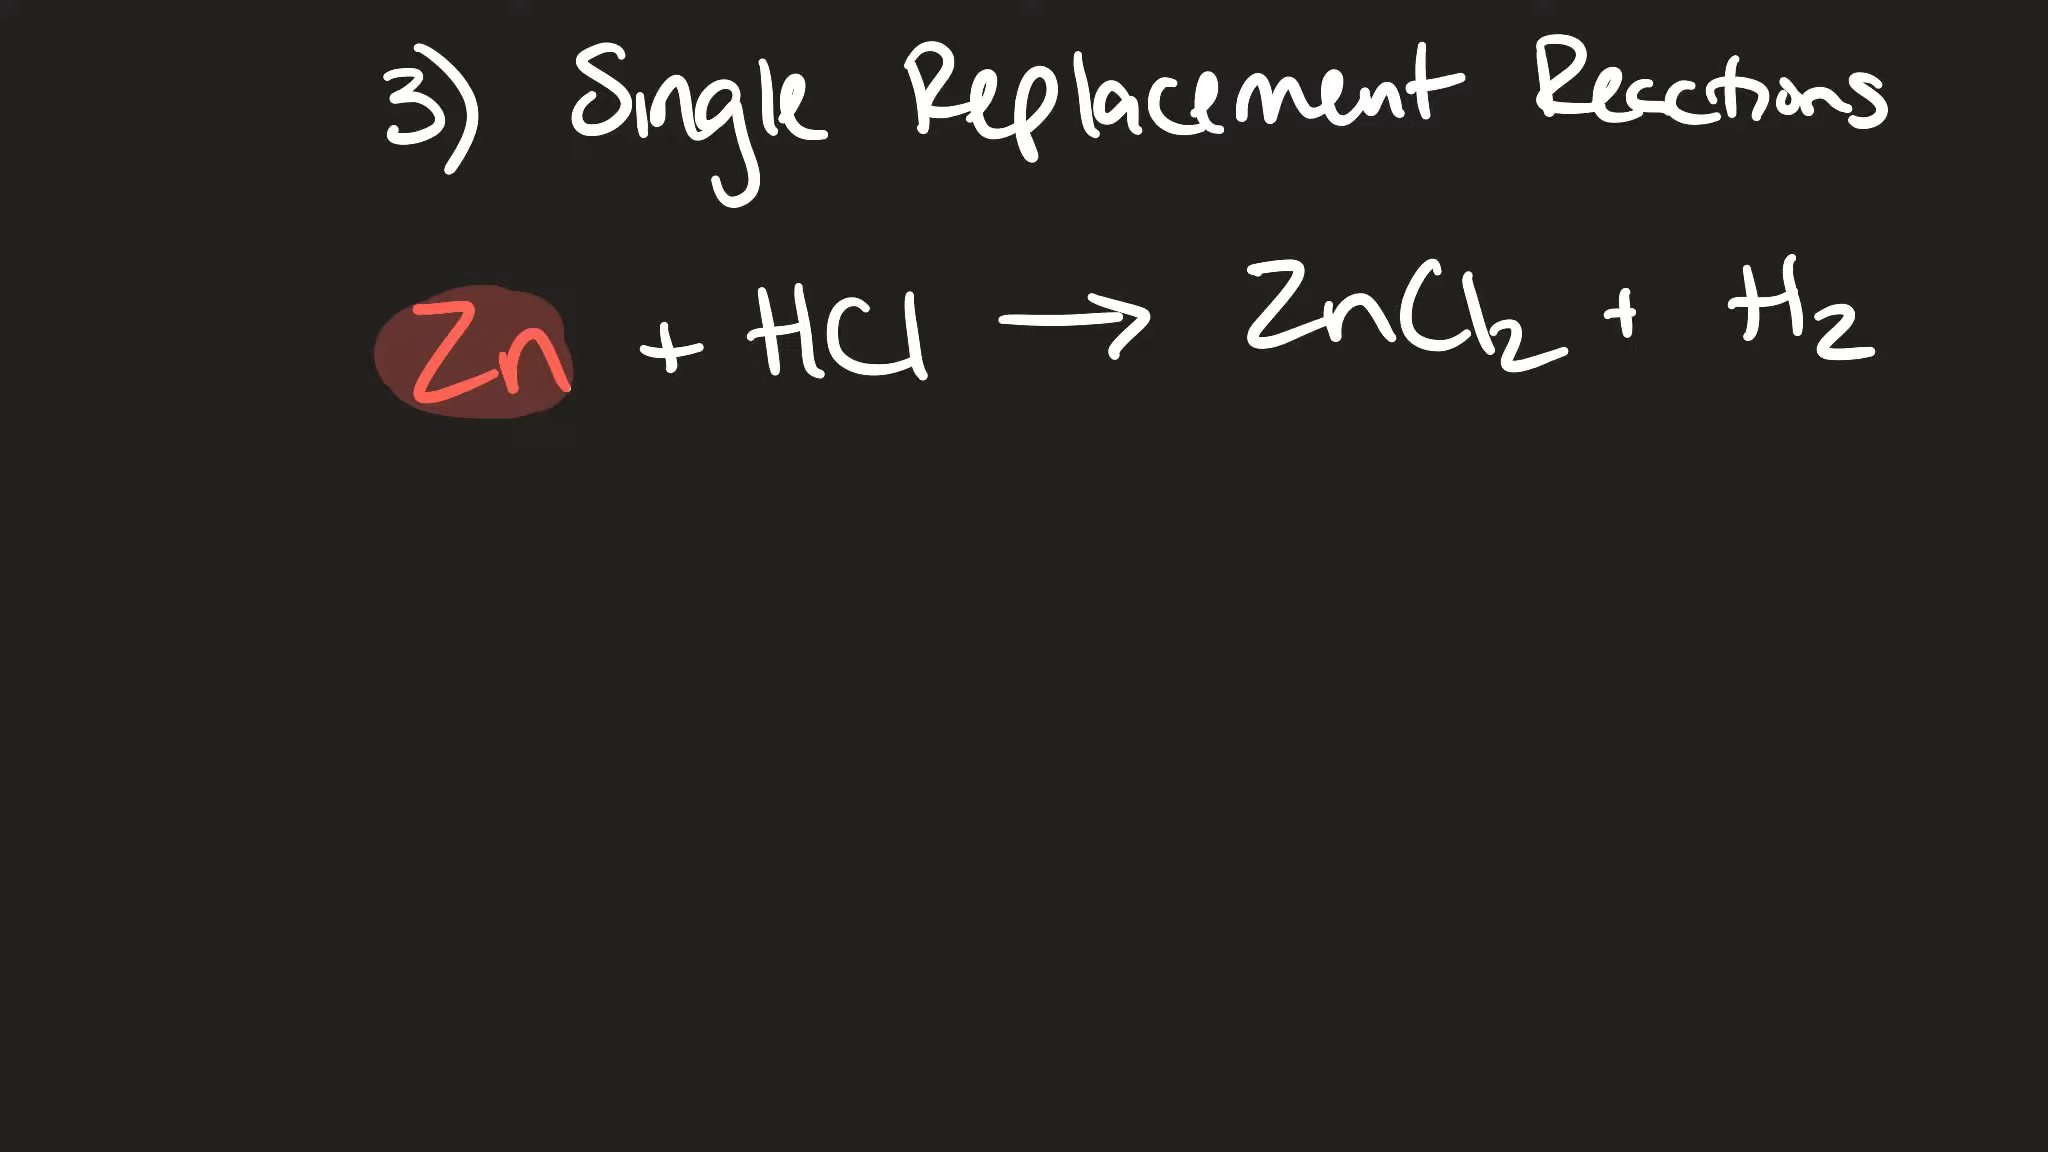 3) Single Replacement Reactions
Zn + HCl → ZnCl₂ + H₂